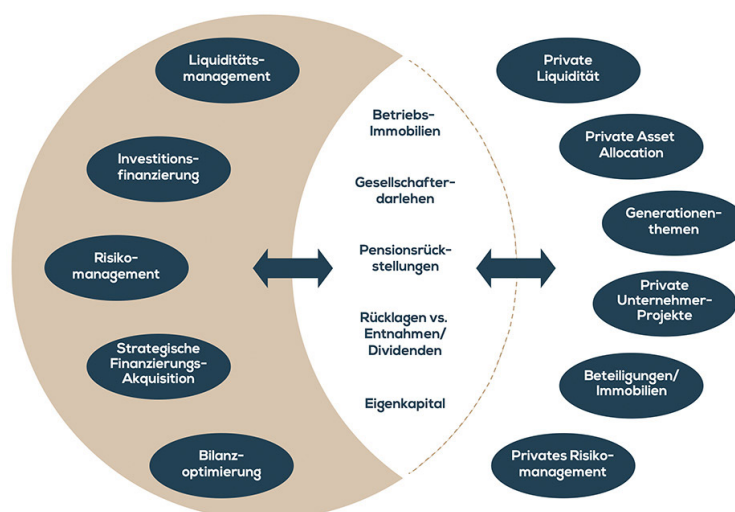 Liquiditäts-
management
Investitions-
finanzierung
Risiko-
management
Strategische
Finanzierungs-
Akquisition
Bilanz-
optimierung
Betriebs-
Immobilien
Gesellschafter-
darlehen
Pensionsrück-
stellungen
Rücklagen vs.
Entnahmen/
Dividenden
Eigenkapital
Private
Liquidität
Private Asset
Allocation
Generationen-
themen
Private
Unternehmer-
Projekte
Beteiligungen/
Immobilien
Privates Risiko-
management